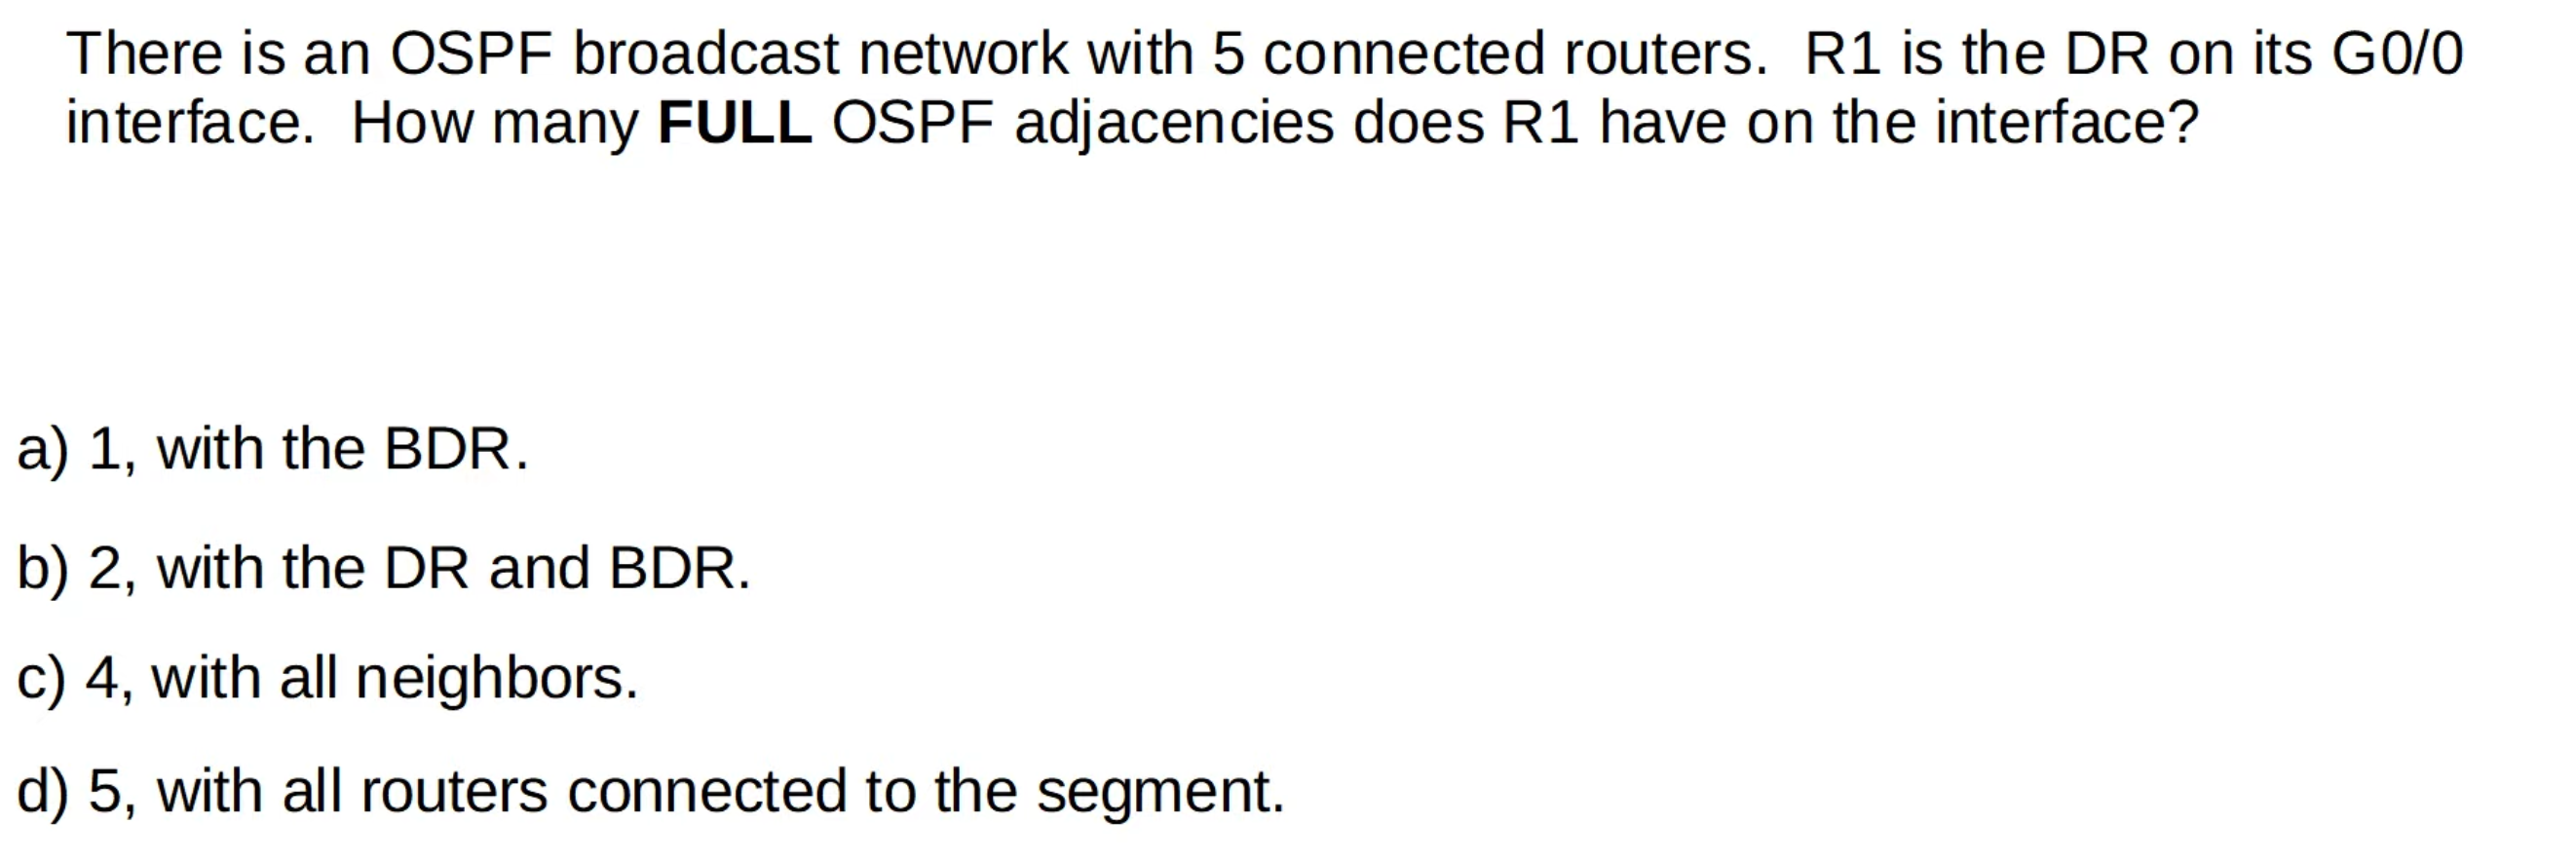 There is an OSPF broadcast network with 5 connected routers.  R1 is the DR on its G0/0
interface.  How many FULL OSPF adjacencies does R1 have on the interface?
a) 1, with the BDR.
b) 2, with the DR and BDR.
c) 4, with all neighbors.
d) 5, with all routers connected to the segment.